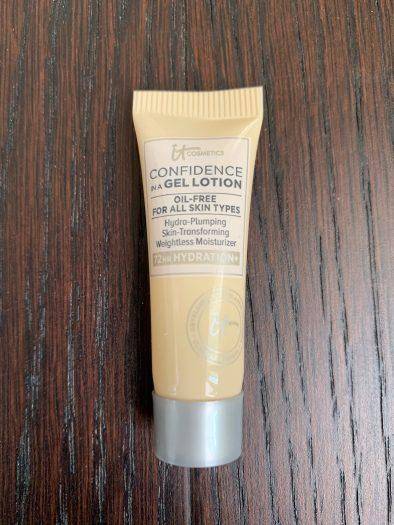 it
COSMETICS
CONFIDENCE
IN A GEL LOTION
OIL-FREE
FOR ALL SKIN TYPES
Hydra-Plumping
Skin-Transforming
Weightless Moisturizer
72HR HYDRATION+